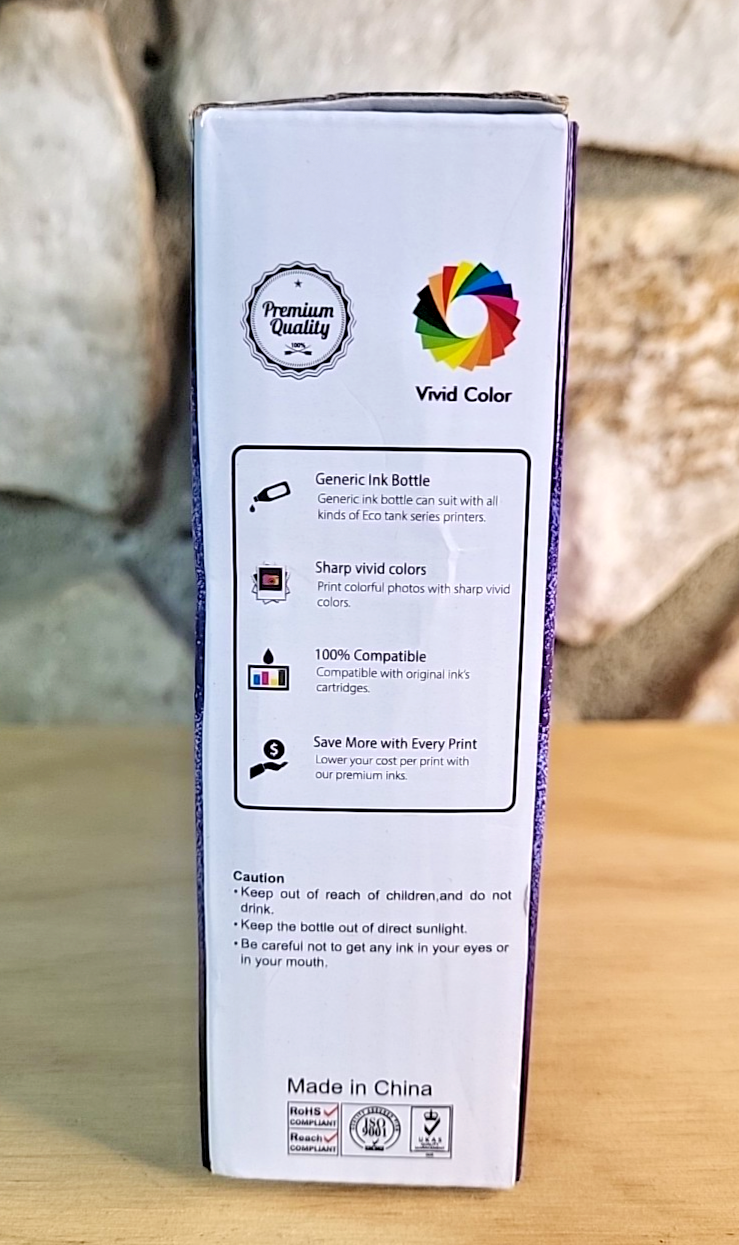 Premium
Quality
100%
Vivid Color
Generic Ink Bottle
Generic ink bottle can suit with all
kinds of Eco tank series printers.
Sharp vivid colors
Print colorful photos with sharp vivid
colors.
100% Compatible
Compatible with original ink's
cartridges.
$
Save More with Every Print
Lower your cost per print with
our premium inks.
Caution
• Keep out of reach of children,and do not
drink.
• Keep the bottle out of direct sunlight.
• Be careful not to get any ink in your eyes or
in your mouth.
Made in China
RoHS
COMPLIANT
Reach
COMPLIANT
ISO
9001
UKAS